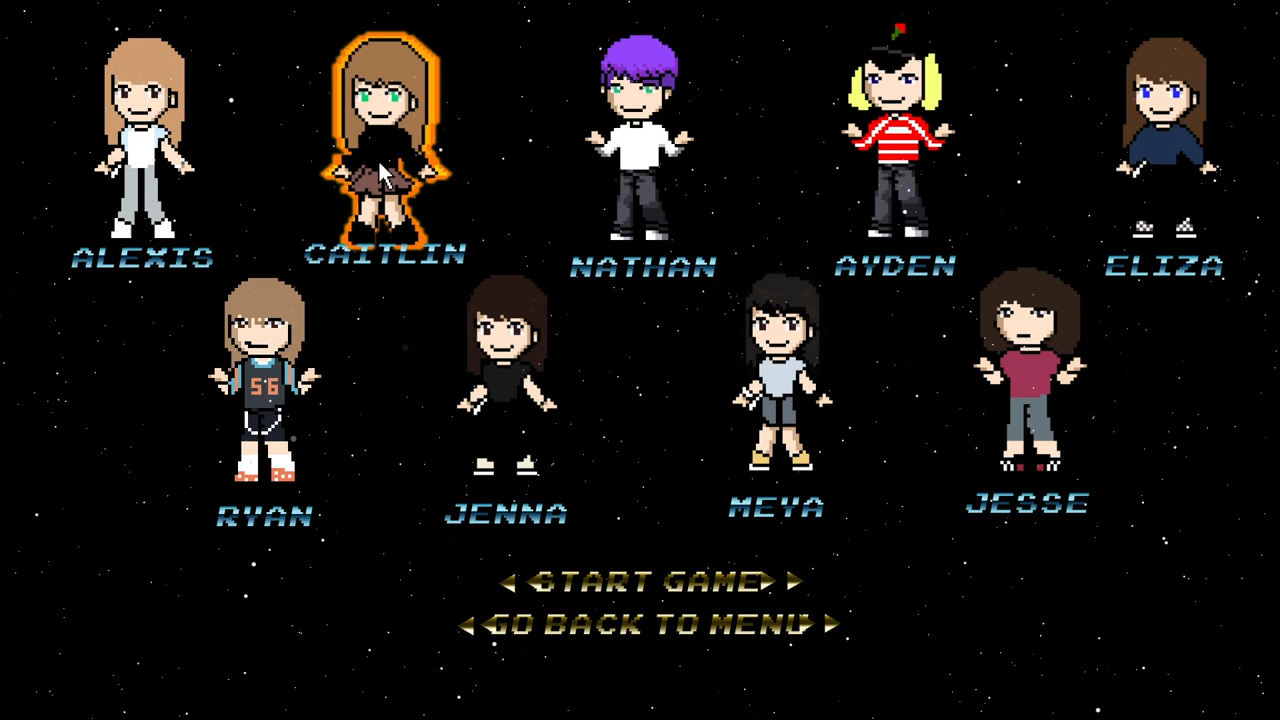 ALEXIS
CAITLIN
NATHAN
AYDEN
ELIZA
56
RYAN
JENNA
MEYA
JESSE
START GAME
GO BACK TO MENU